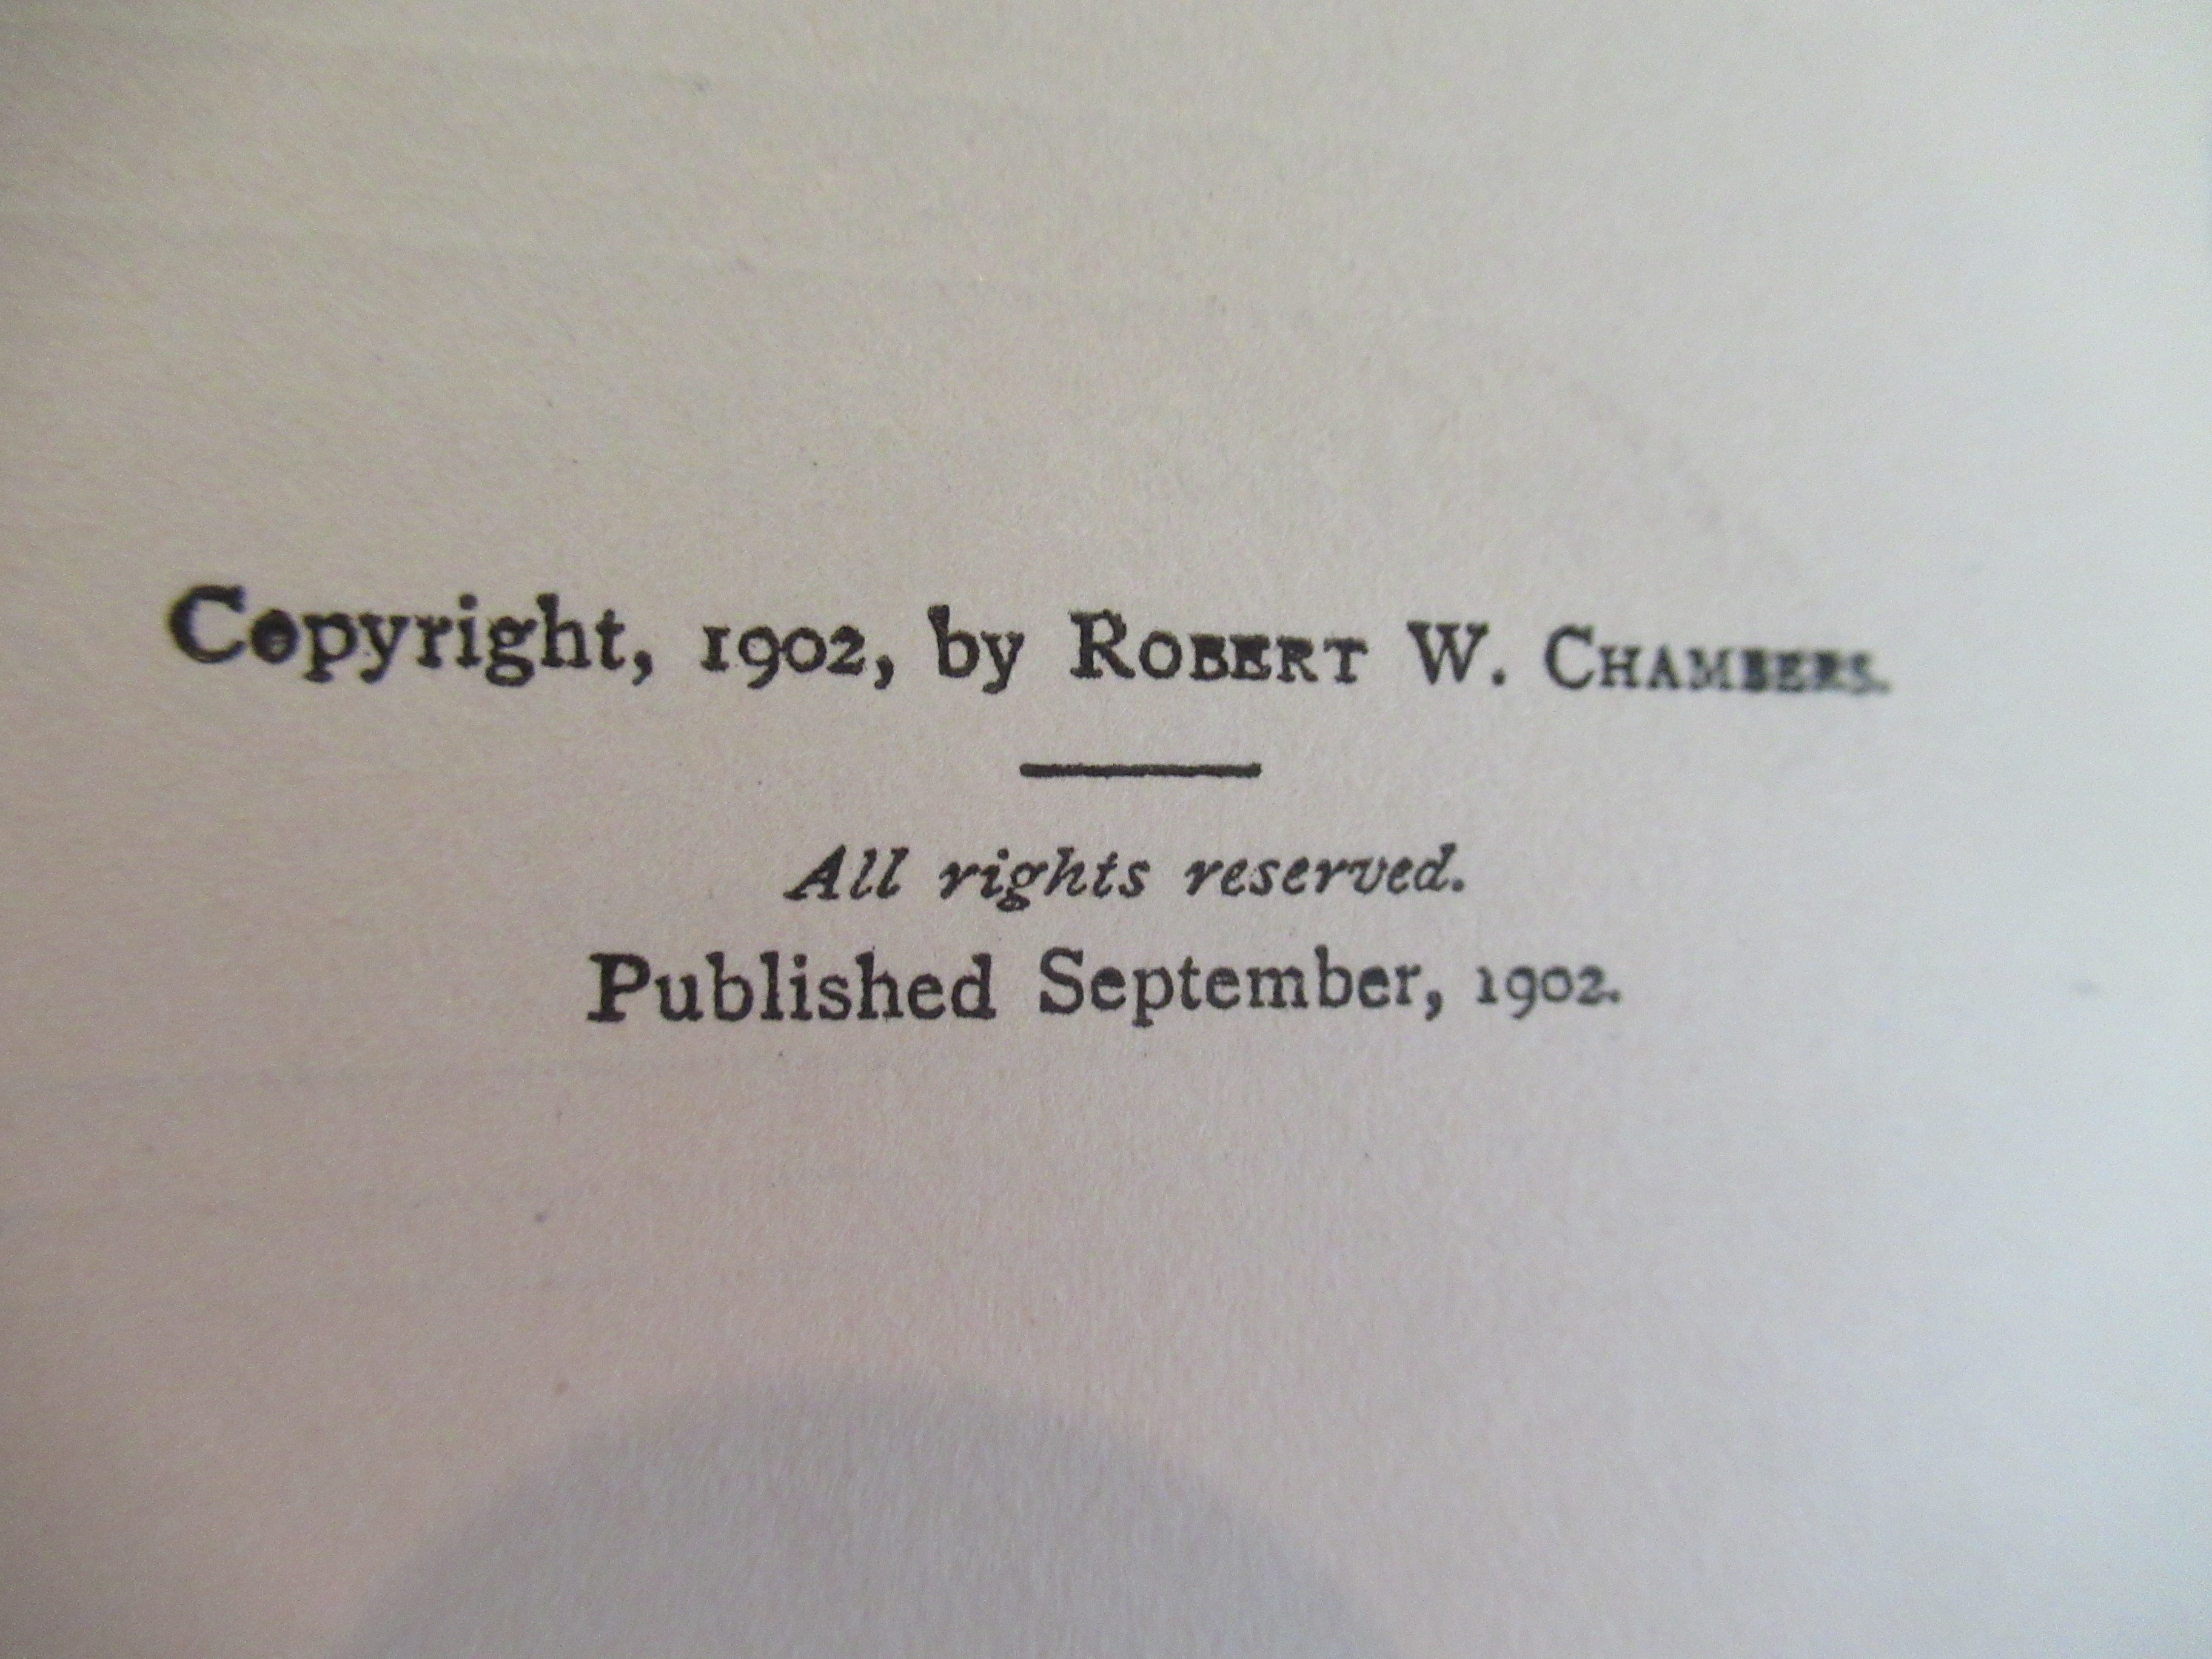 Copyright, 1902, by ROBERT W. CHAMBERS.
All rights reserved.
Published September, 1902.